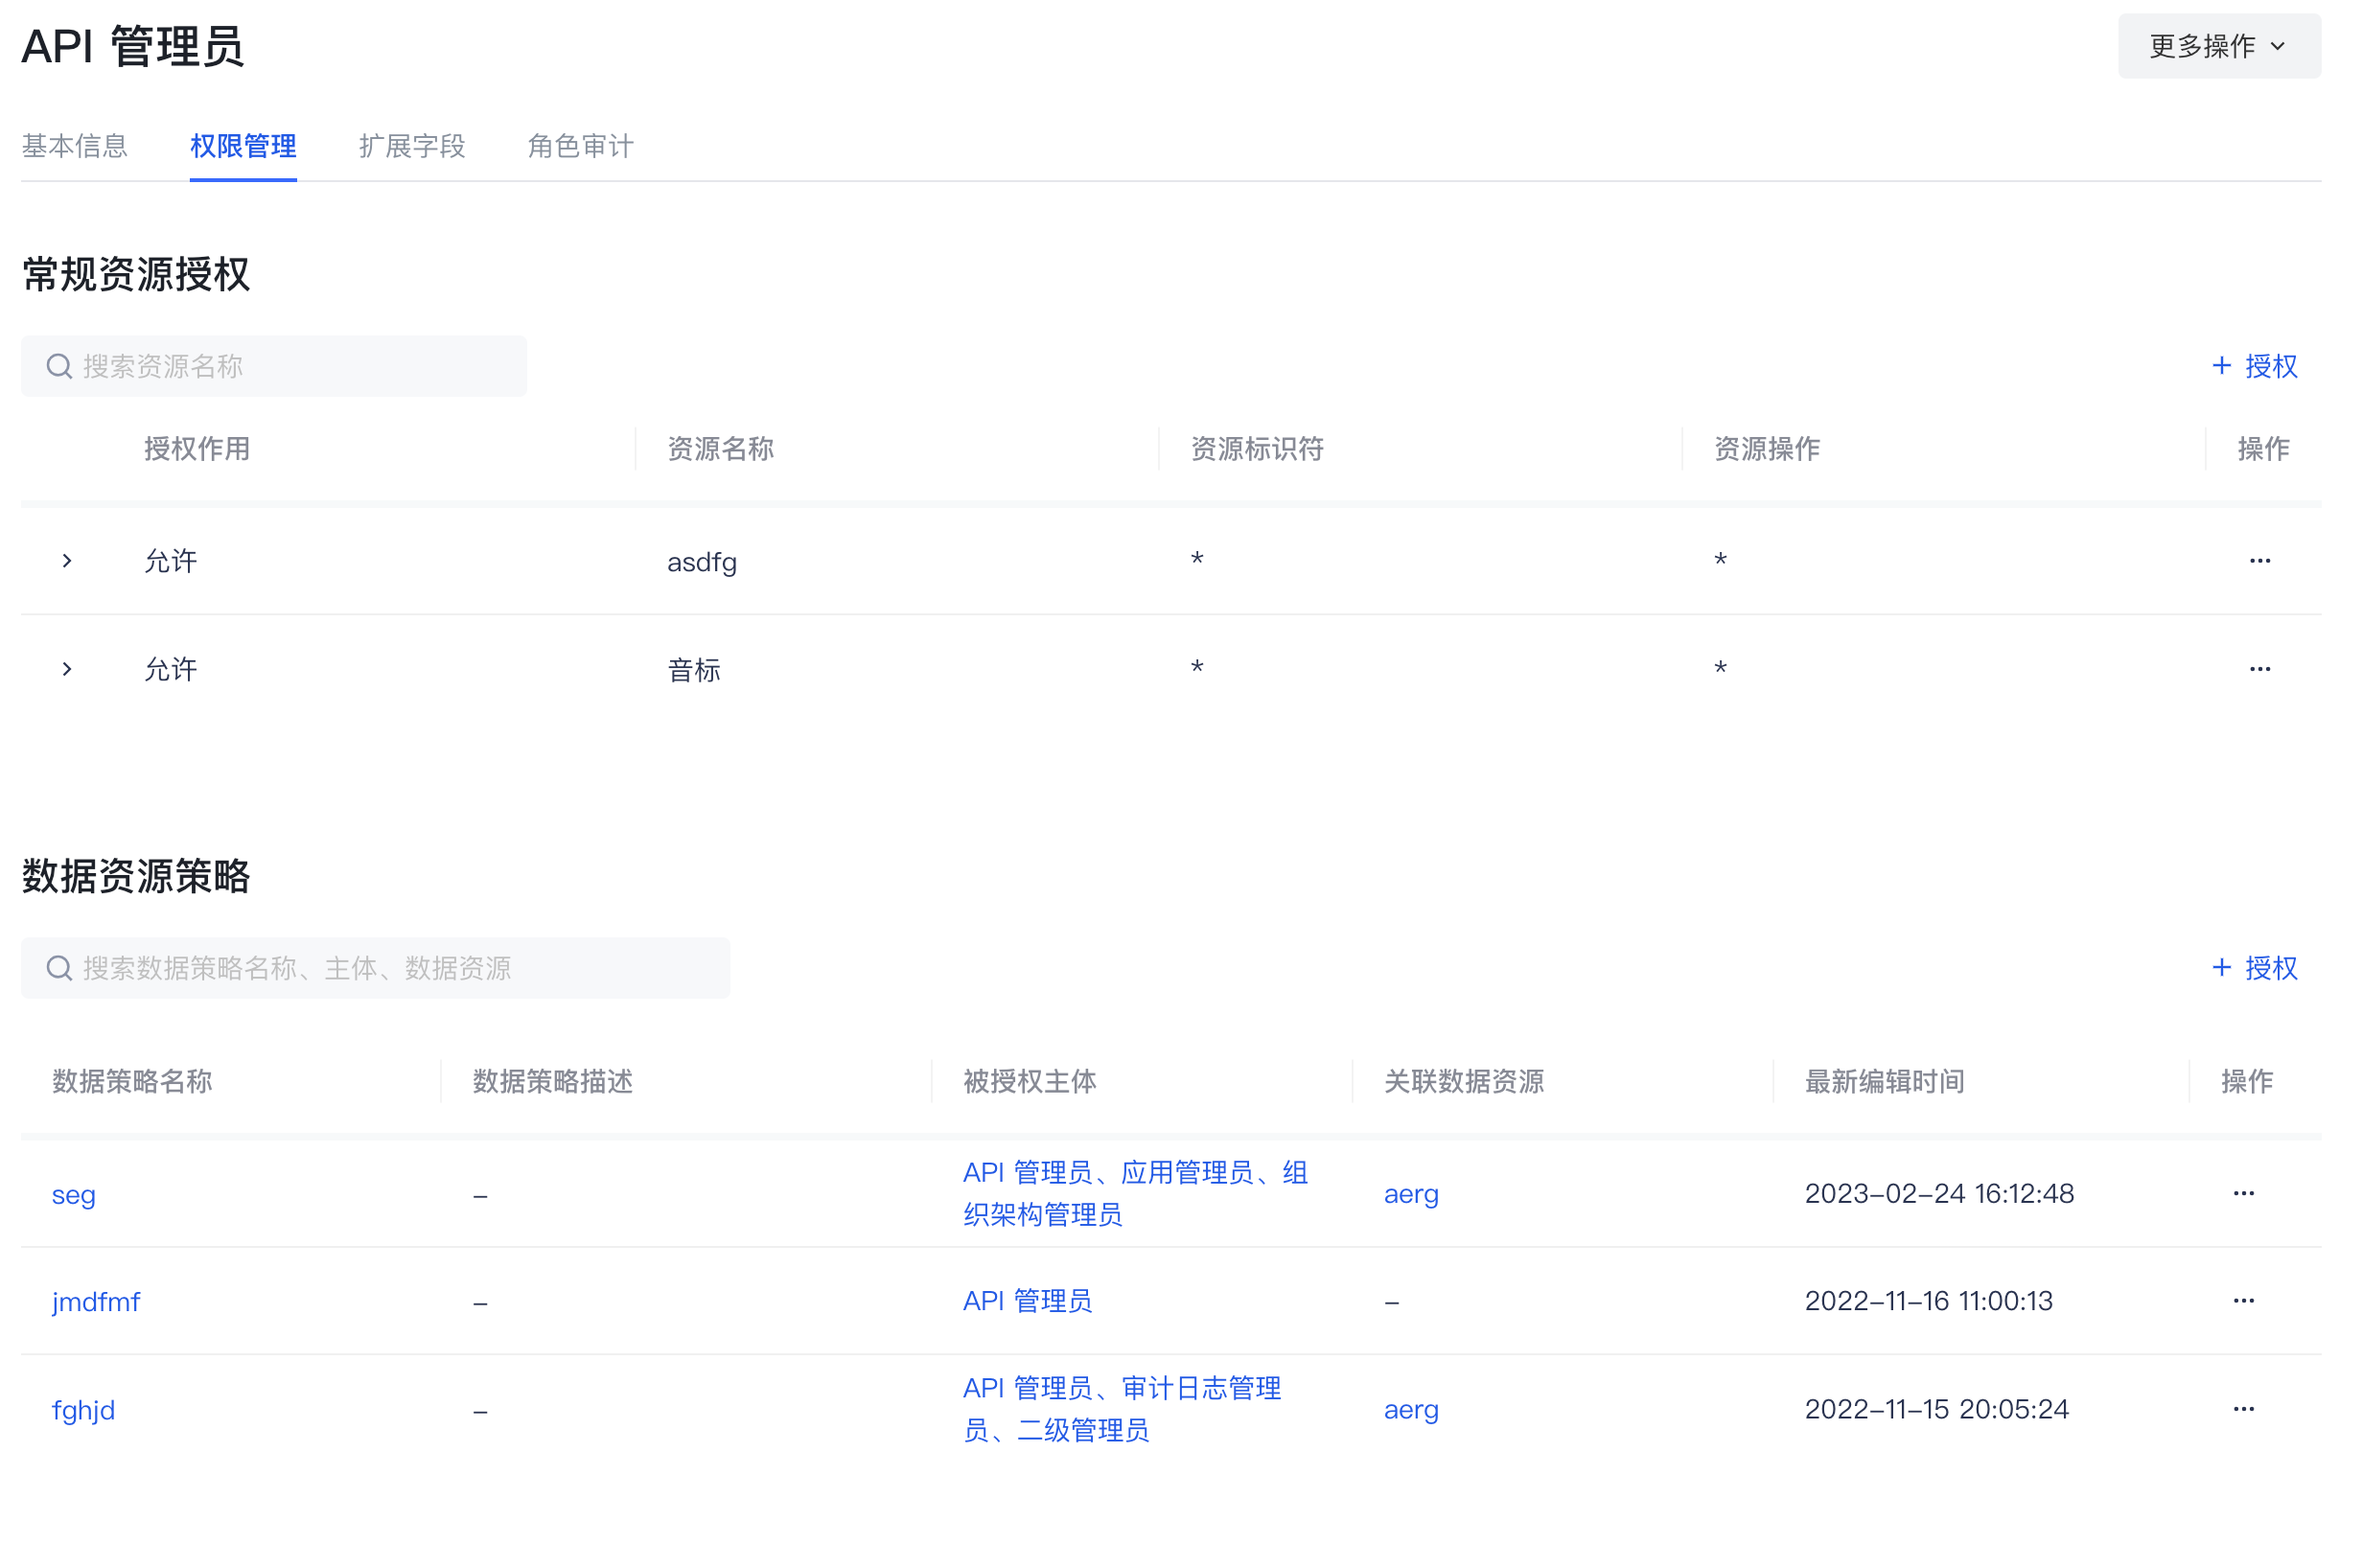 API 管理员
更多操作
基本信息 权限管理 扩展字段 角色审计
常规资源授权
搜索资源名称
+ 授权
授权作用 资源名称 资源标识符 资源操作 操作
允许 asdfg * * ···
允许 音标 * * ···
数据资源策略
搜索数据策略名称、主体、数据资源
+ 授权
数据策略名称 数据策略描述 被授权主体 关联数据资源 最新编辑时间 操作
seg – API 管理员、应用管理员、组 aerg 2023–02–24 16:12:48 ···
织架构管理员
jmdfmf – API 管理员 – 2022–11–16 11:00:13 ···
fghjd – API 管理员、审计日志管理 aerg 2022–11–15 20:05:24 ···
员、二级管理员